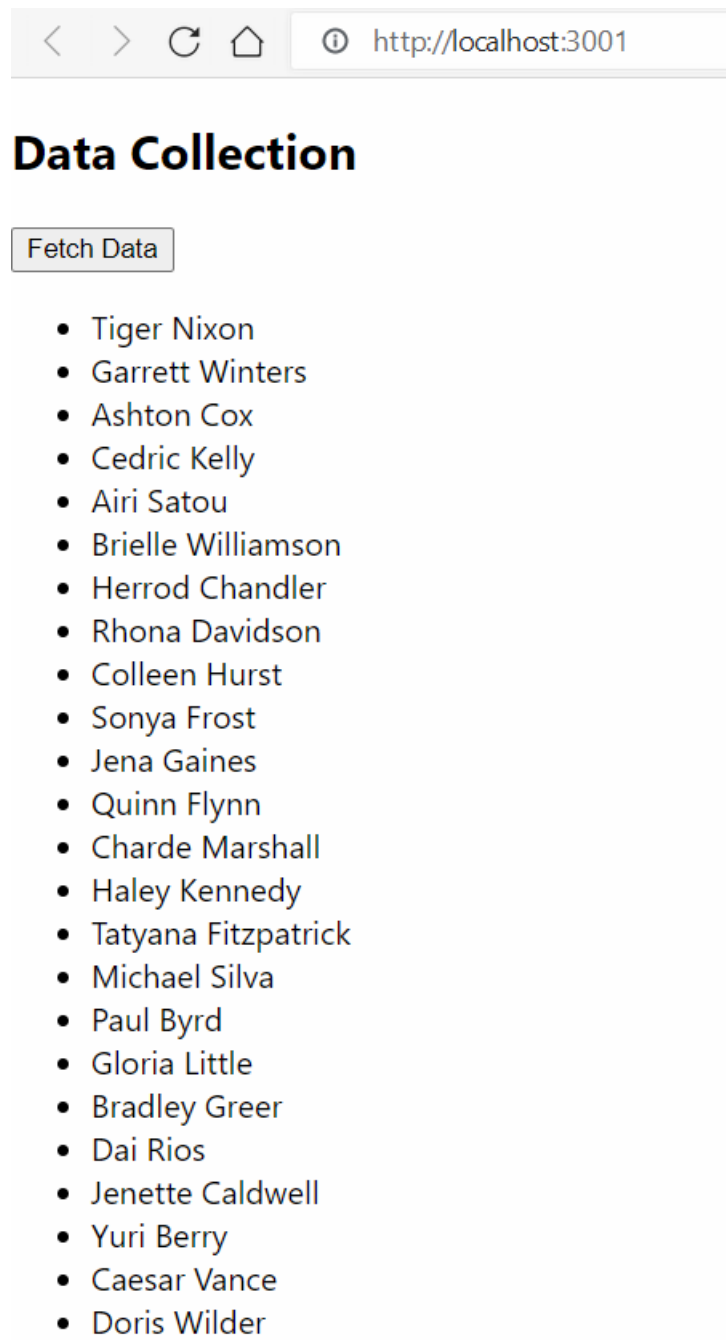 http://localhost:3001
Data Collection
Fetch Data
Tiger Nixon
Garrett Winters
Ashton Cox
Cedric Kelly
Airi Satou
Brielle Williamson
Herrod Chandler
Rhona Davidson
Colleen Hurst
Sonya Frost
Jena Gaines
Quinn Flynn
Charde Marshall
Haley Kennedy
Tatyana Fitzpatrick
Michael Silva
Paul Byrd
Gloria Little
Bradley Greer
Dai Rios
Jenette Caldwell
Yuri Berry
Caesar Vance
Doris Wilder